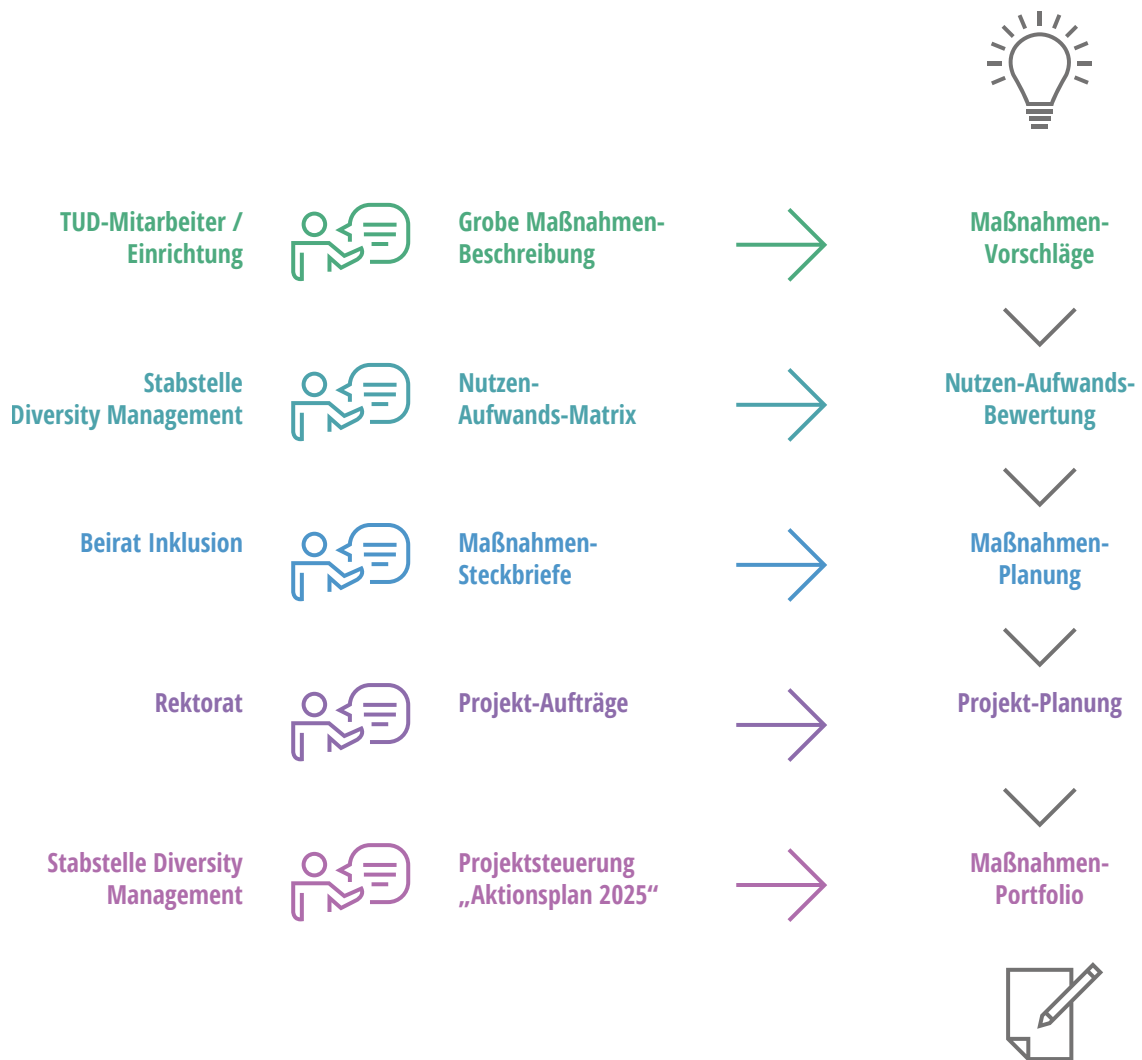 TUD-Mitarbeiter /
Einrichtung
Grobe Maßnahmen-
Beschreibung
Maßnahmen-
Vorschläge
Stabstelle
Diversity Management
Nutzen-
Aufwands-Matrix
Nutzen-Aufwands-
Bewertung
Beirat Inklusion
Maßnahmen-
Steckbriefe
Maßnahmen-
Planung
Rektorat
Projekt-Aufträge
Projekt-Planung
Stabstelle Diversity
Management
Projektsteuerung
„Aktionsplan 2025“
Maßnahmen-
Portfolio